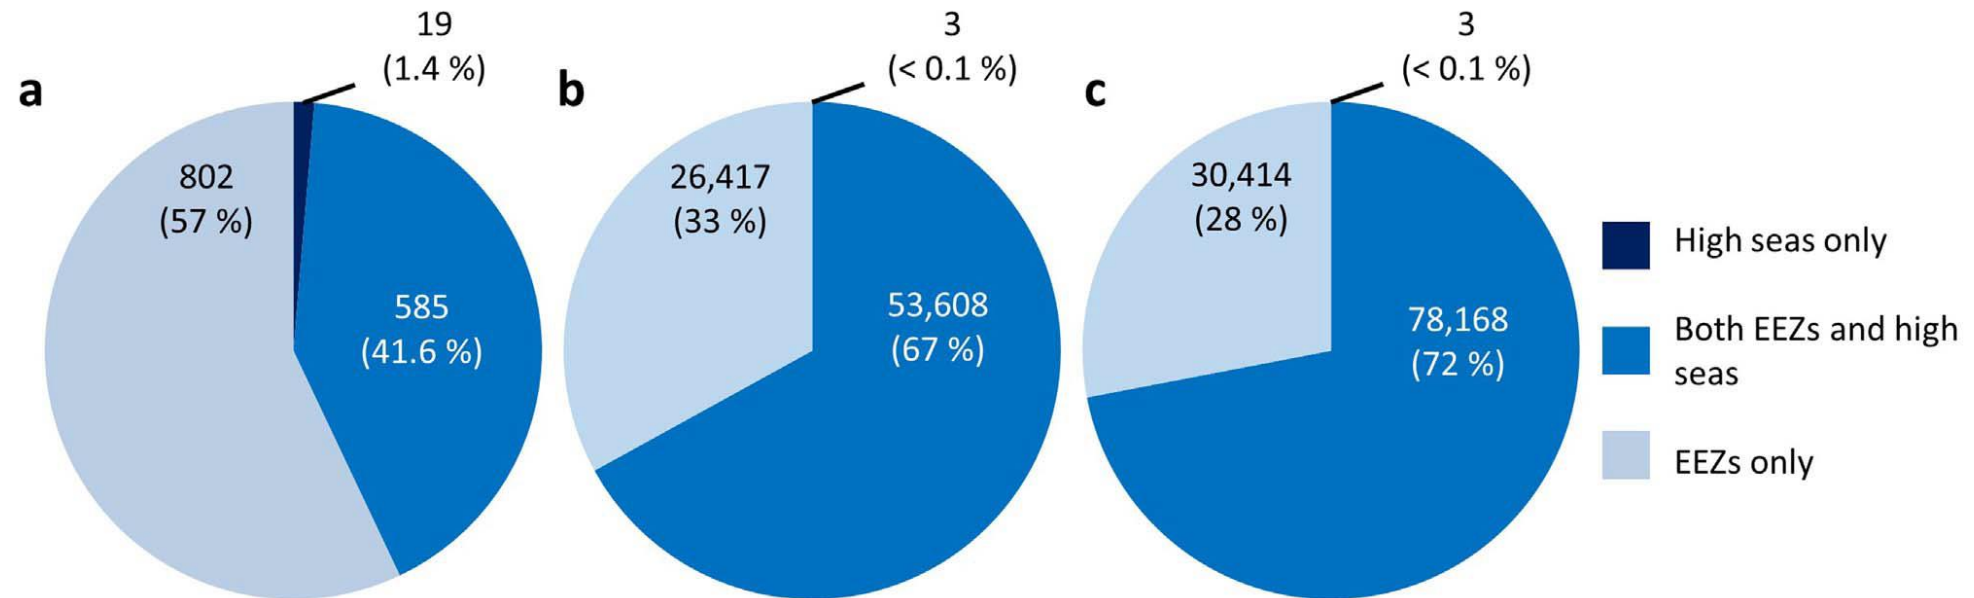 a
19
(1.4 %)
802
(57 %)
585
(41.6 %)
b
3
(< 0.1 %)
26,417
(33 %)
53,608
(67 %)
c
3
(< 0.1 %)
30,414
(28 %)
78,168
(72 %)
High seas only
Both EEZs and high
seas
EEZs only